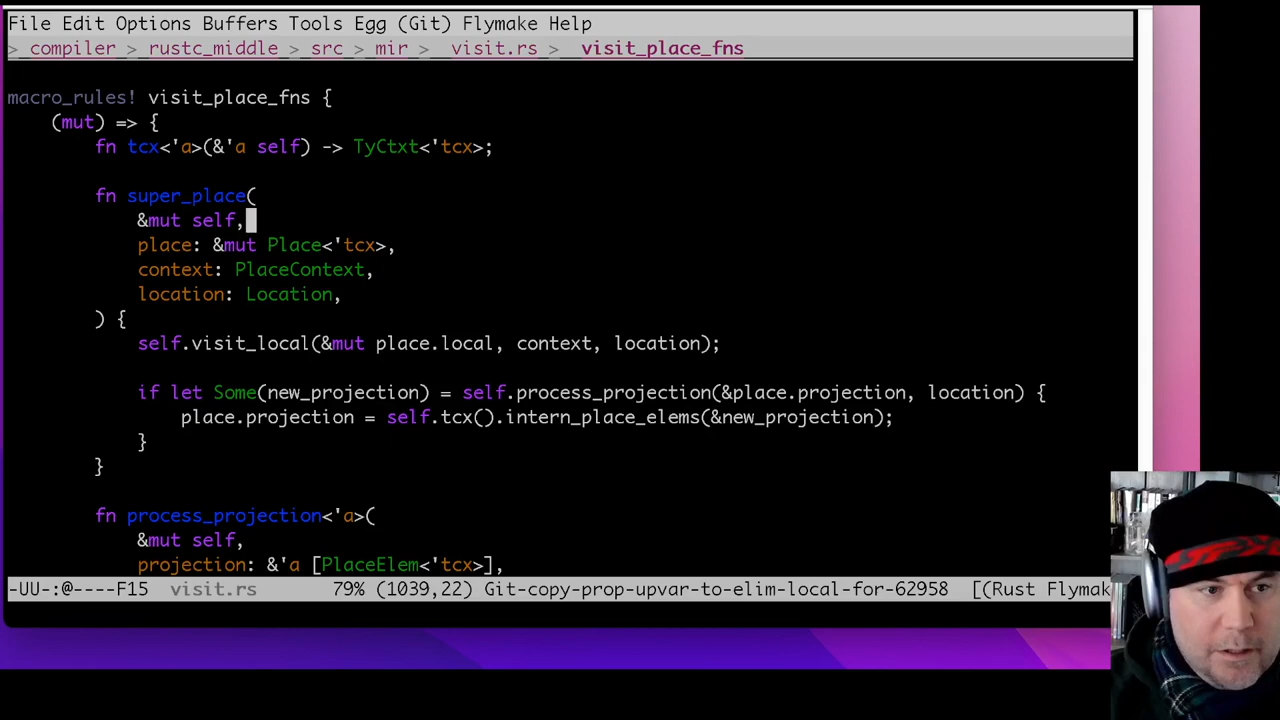 File Edit Options Buffers Tools Egg (Git) Flymake Help
> compiler > rustc_middle > src > mir > visit.rs > visit_place_fns
macro_rules! visit_place_fns {
(mut) => {
fn tcx<'a>(&'a self) -> TyCtxt<'tcx>;
fn super_place(
&mut self,
place: &mut Place<'tcx>,
context: PlaceContext,
location: Location,
) {
self.visit_local(&mut place.local, context, location);
if let Some(new_projection) = self.process_projection(&place.projection, location) {
place.projection = self.tcx().intern_place_elems(&new_projection);
}
}
fn process_projection<'a>(
&mut self,
projection: &'a [PlaceElem<'tcx>],
-UU-:@----F15 visit.rs 79% (1039,22) Git-copy-prop-upvar-to-elim-local-for-62958 [(Rust Flymak